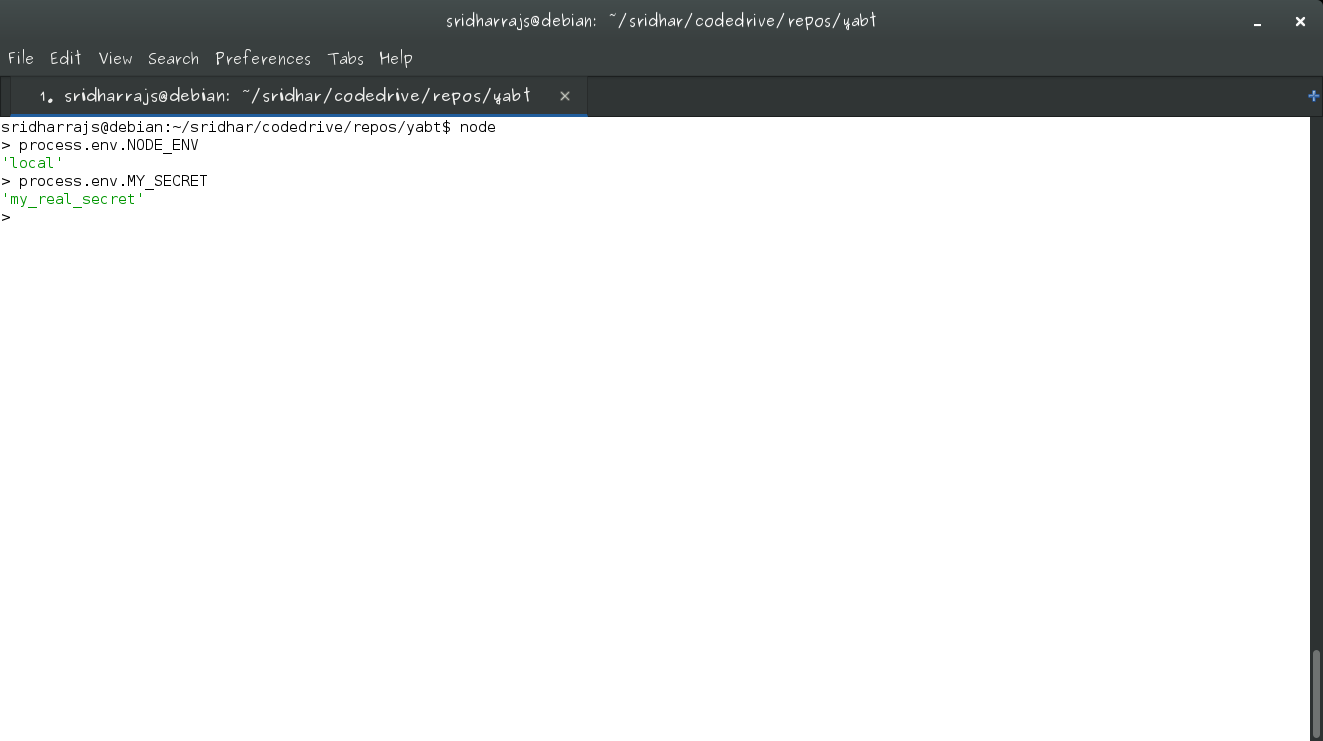 sridharrajs@debian: ~/sridhar/codedrive/repos/yabt
File Edit View Search Preferences Tabs Help
1. sridharrajs@debian: ~/sridhar/codedrive/repos/yabt
sridharrajs@debian:~/sridhar/codedrive/repos/yabt$ node
> process.env.NODE_ENV
'local'
> process.env.MY_SECRET
'my_real_secret'
>